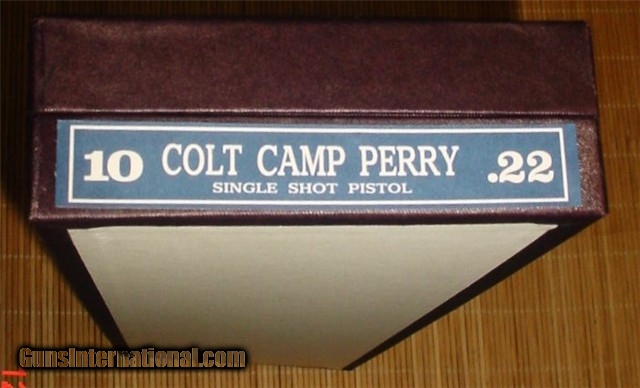 10 COLT CAMP PERRY .22
SINGLE SHOT PISTOL
GunsInternational.com